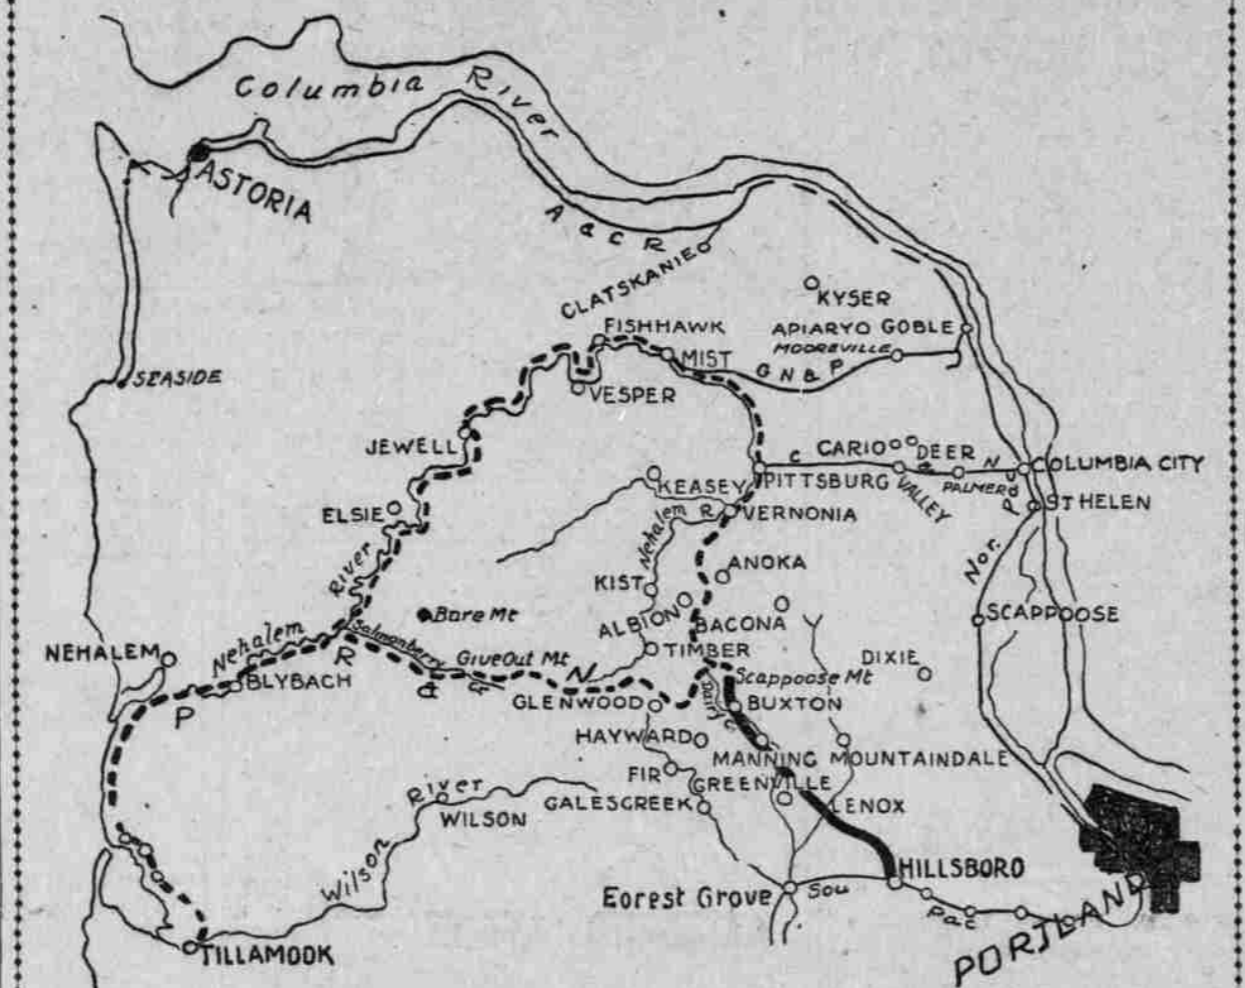 Columbia River
ASTORIA
A & C R
CLATSKANIE
KYSER
FISHHAWK
APIARY
GOBLE
MOOREVILLE
MIST
G N & P
SEASIDE
VESPER
JEWELL
CARIO
DEER VALLEY
C & N P
COLUMBIA CITY
KEASEY
PITTSBURG
PALMER
ST HELEN
ELSIE
Nehalem R
VERNONIA
Nor. Pac
River
ANOKA
KIST
Bare Mt
ALBION
BACONA
SCAPPOOSE
NEHALEM
Nehalem
Salmonberry
GiveOut Mt
TIMBER
DIXIE
P R & N
BLYBACH
Scappoose Mt
GLENWOOD
Dairy C.
BUXTON
HAYWARD
MANNING
MOUNTAINDALE
FIR
GREENVILLE
River
WILSON
GALESCREEK
LENOX
Wilson
HILLSBORO
Eorest Grove
Sou Pac
PORTLAND
TILLAMOOK